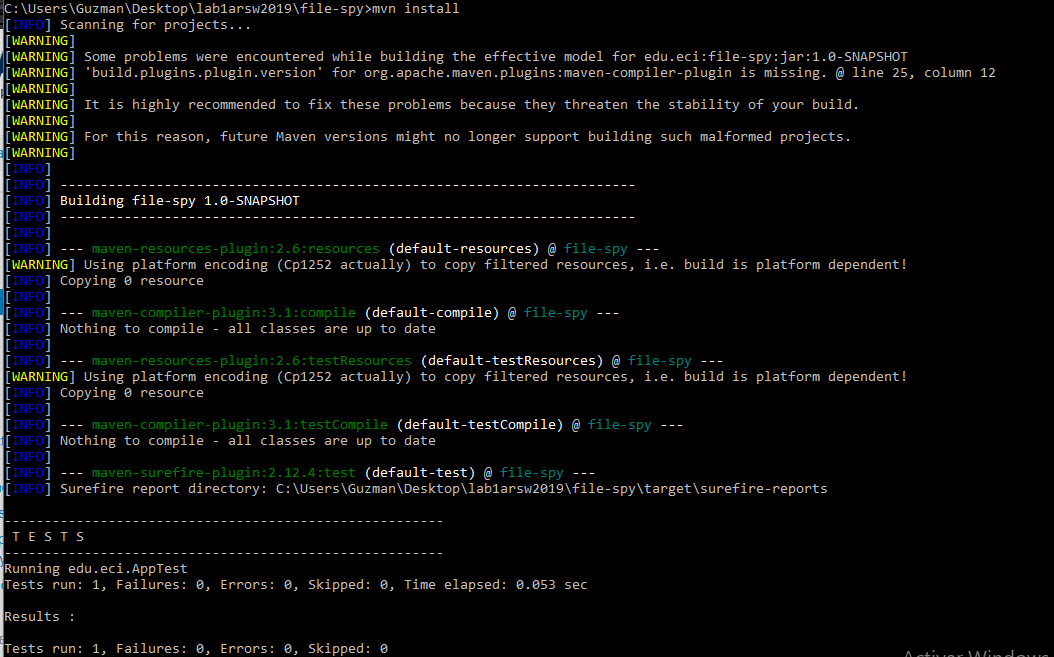 C:\Users\Guzman\Desktop\lab1arsw2019\file-spy>mvn install
[INFO] Scanning for projects...
[WARNING]
[WARNING] Some problems were encountered while building the effective model for edu.eci:file-spy:jar:1.0-SNAPSHOT
[WARNING] 'build.plugins.plugin.version' for org.apache.maven.plugins:maven-compiler-plugin is missing. @ line 25, column 12
[WARNING]
[WARNING] It is highly recommended to fix these problems because they threaten the stability of your build.
[WARNING]
[WARNING] For this reason, future Maven versions might no longer support building such malformed projects.
[WARNING]
[INFO]
[INFO] ------------------------------------------------------------------------
[INFO] Building file-spy 1.0-SNAPSHOT
[INFO] ------------------------------------------------------------------------
[INFO]
[INFO] --- maven-resources-plugin:2.6:resources (default-resources) @ file-spy ---
[WARNING] Using platform encoding (Cp1252 actually) to copy filtered resources, i.e. build is platform dependent!
[INFO] Copying 0 resource
[INFO]
[INFO] --- maven-compiler-plugin:3.1:compile (default-compile) @ file-spy ---
[INFO] Nothing to compile - all classes are up to date
[INFO]
[INFO] --- maven-resources-plugin:2.6:testResources (default-testResources) @ file-spy ---
[WARNING] Using platform encoding (Cp1252 actually) to copy filtered resources, i.e. build is platform dependent!
[INFO] Copying 0 resource
[INFO]
[INFO] --- maven-compiler-plugin:3.1:testCompile (default-testCompile) @ file-spy ---
[INFO] Nothing to compile - all classes are up to date
[INFO]
[INFO] --- maven-surefire-plugin:2.12.4:test (default-test) @ file-spy ---
[INFO] Surefire report directory: C:\Users\Guzman\Desktop\lab1arsw2019\file-spy\target\surefire-reports
-------------------------------------------------------
T E S T S
-------------------------------------------------------
Running edu.eci.AppTest
Tests run: 1, Failures: 0, Errors: 0, Skipped: 0, Time elapsed: 0.053 sec
Results :
Tests run: 1, Failures: 0, Errors: 0, Skipped: 0
Activer Windows